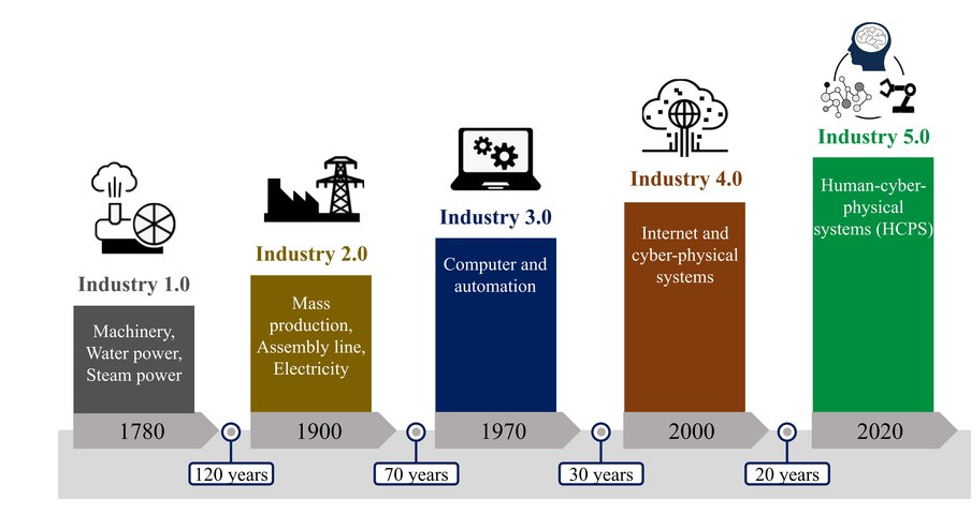 Industry 1.0
Machinery,
Water power,
Steam power
1780
120 years
Industry 2.0
Mass
production,
Assembly line,
Electricity
1900
70 years
Industry 3.0
Computer and
automation
1970
30 years
Industry 4.0
Internet and
cyber-physical
systems
2000
20 years
Industry 5.0
Human-cyber-
physical
systems (HCPS)
2020